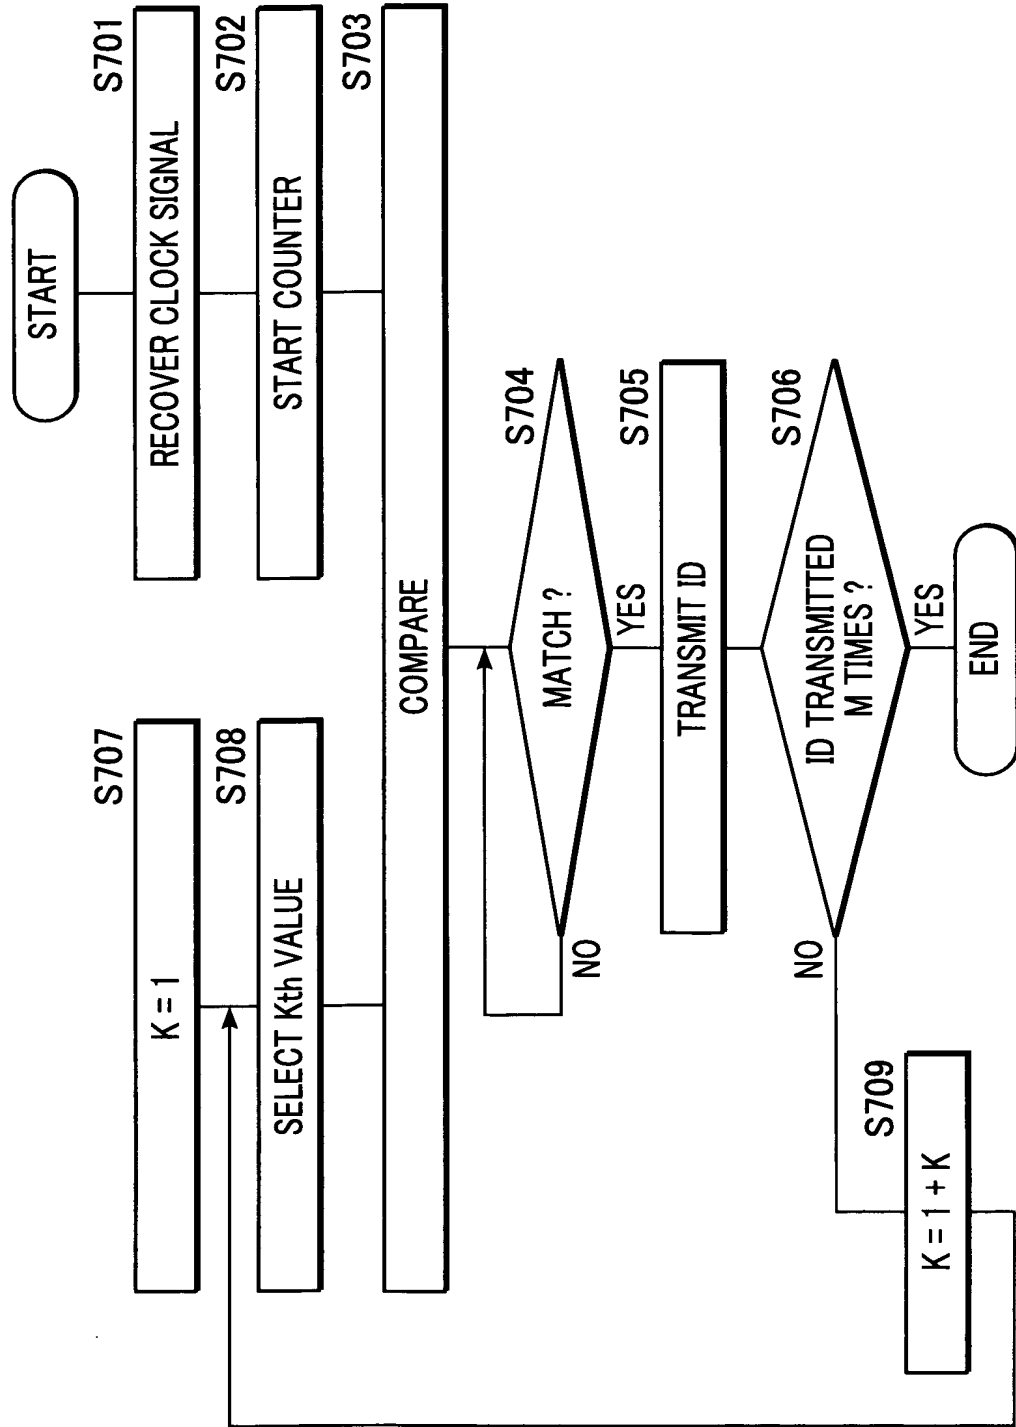 START
RECOVER CLOCK SIGNAL
S701
START COUNTER
S702
K = 1
S707
SELECT Kth VALUE
S708
COMPARE
S703
MATCH ?
S704
NO
YES
TRANSMIT ID
S705
ID TRANSMITTED
M TIMES ?
S706
NO
YES
K = 1 + K
S709
END